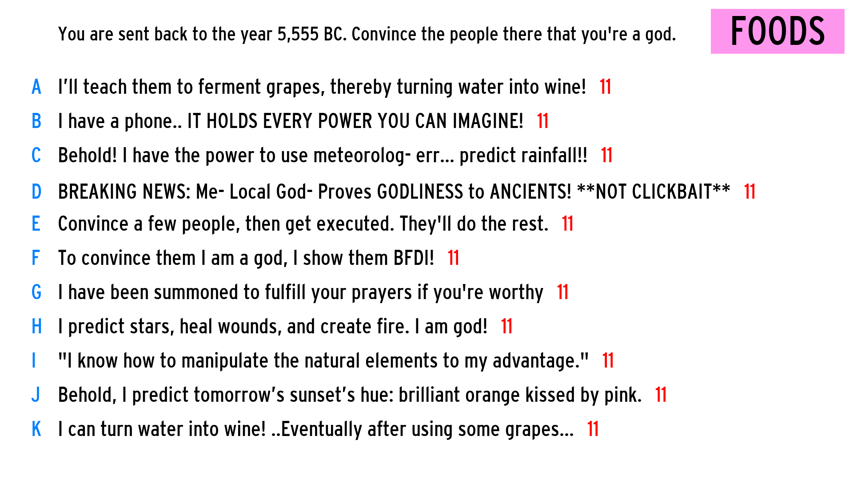 You are sent back to the year 5,555 BC. Convince the people there that you're a god.
FOODS
A I'll teach them to ferment grapes, thereby turning water into wine! 11
B I have a phone.. IT HOLDS EVERY POWER YOU CAN IMAGINE! 11
C Behold! I have the power to use meteorolog- err... predict rainfall!! 11
D BREAKING NEWS: Me- Local God- Proves GODLINESS to ANCIENTS! **NOT CLICKBAIT** 11
E Convince a few people, then get executed. They'll do the rest. 11
F To convince them I am a god, I show them BFDI! 11
G I have been summoned to fulfill your prayers if you're worthy 11
H I predict stars, heal wounds, and create fire. I am god! 11
I "I know how to manipulate the natural elements to my advantage." 11
J Behold, I predict tomorrow's sunset's hue: brilliant orange kissed by pink. 11
K I can turn water into wine! ..Eventually after using some grapes... 11